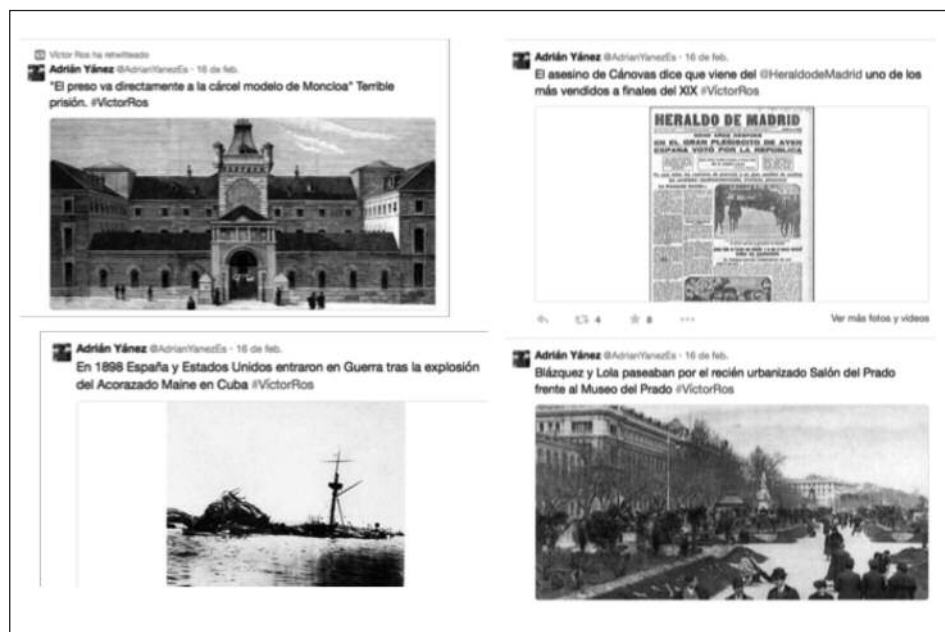 Víctor Ros ha retwitteado
Adrián Yánez @AdrianYanezEs · 16 de feb.
"El preso va directamente a la cárcel modelo de Moncloa" Terrible
prisión. #VictorRos
Adrián Yánez @AdrianYanezEs · 16 de feb.
En 1898 España y Estados Unidos entraron en Guerra tras la explosión
del Acorazado Maine en Cuba #VíctorRos
Adrián Yánez @AdrianYanezEs · 16 de feb.
El asesino de Cánovas dice que viene del @HeraldodeMadrid uno de los
más vendidos a finales del XIX #VíctorRos
HERALDO DE MADRID
EN EL GRAN PLEBISCITO DE AYER
ESPAÑA VOTÓ POR LA REPÚBLICA
4 8 Ver más fotos y vídeos
Adrián Yánez @AdrianYanezEs · 16 de feb.
Blázquez y Lola paseaban por el recién urbanizado Salón del Prado
frente al Museo del Prado #VíctorRos